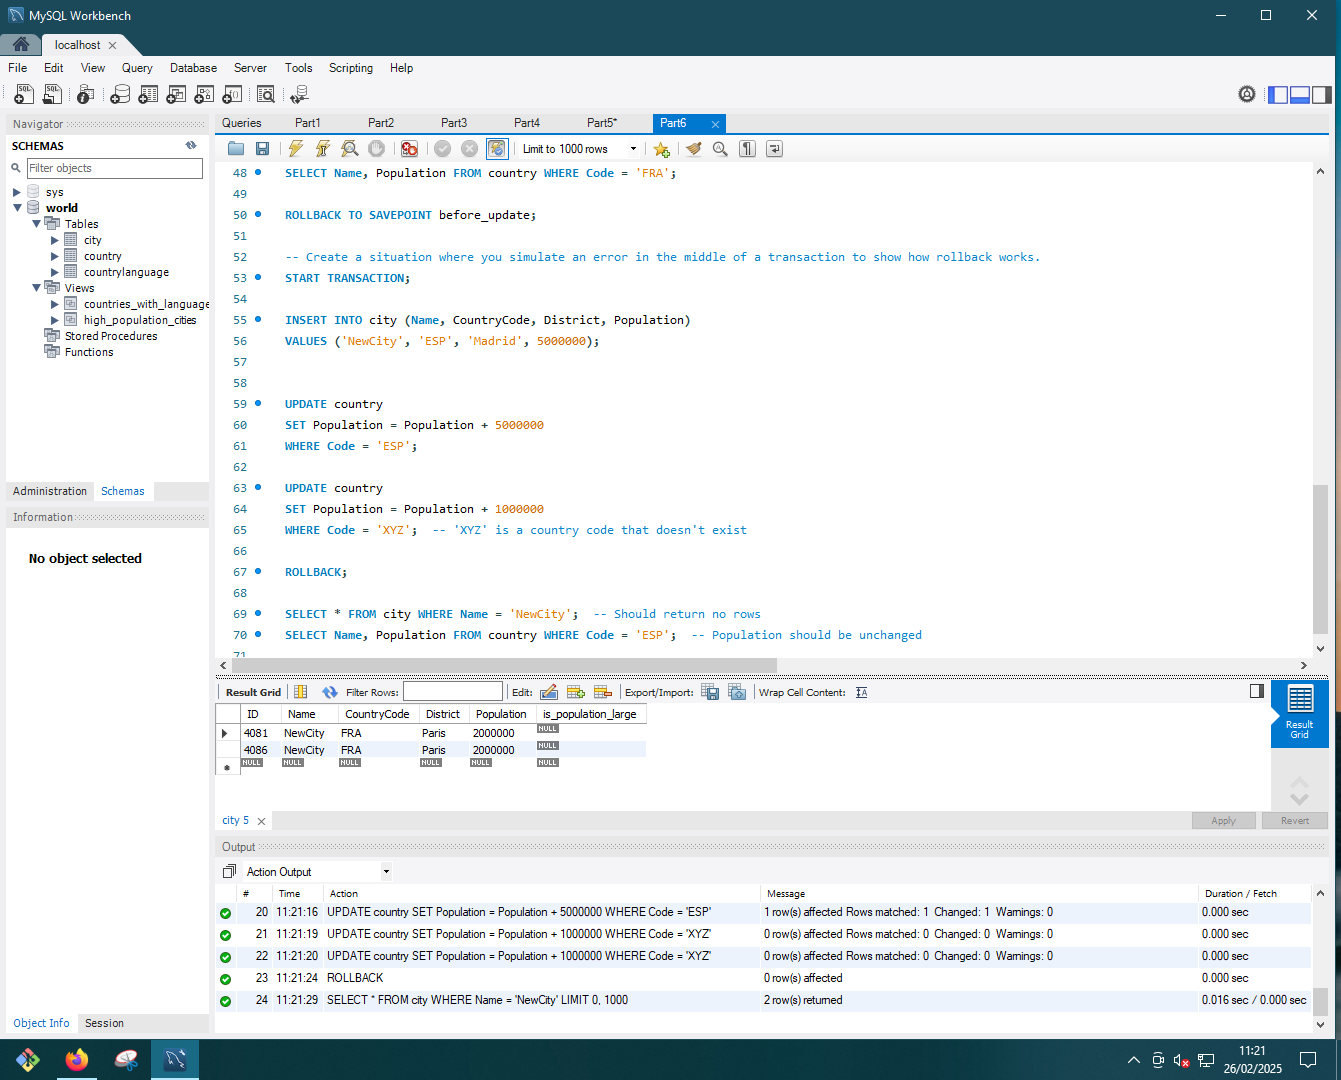 MySQL Workbench
localhost
File Edit View Query Database Server Tools Scripting Help
Navigator
SCHEMAS
Filter objects
sys
world
Tables
city
country
countrylanguage
Views
countries_with_language
high_population_cities
Stored Procedures
Functions
Administration Schemas
Information
No object selected
Object Info Session
Queries Part1 Part2 Part3 Part4 Part5* Part6
Limit to 1000 rows
48 SELECT Name, Population FROM country WHERE Code = 'FRA';
49
50 ROLLBACK TO SAVEPOINT before_update;
51
52 -- Create a situation where you simulate an error in the middle of a transaction to show how rollback works.
53 START TRANSACTION;
54
55 INSERT INTO city (Name, CountryCode, District, Population)
56 VALUES ('NewCity', 'ESP', 'Madrid', 5000000);
57
58
59 UPDATE country
60 SET Population = Population + 5000000
61 WHERE Code = 'ESP';
62
63 UPDATE country
64 SET Population = Population + 1000000
65 WHERE Code = 'XYZ'; -- 'XYZ' is a country code that doesn't exist
66
67 ROLLBACK;
68
69 SELECT * FROM city WHERE Name = 'NewCity'; -- Should return no rows
70 SELECT Name, Population FROM country WHERE Code = 'ESP'; -- Population should be unchanged
71
Result Grid Filter Rows: Edit: Export/Import: Wrap Cell Content:
ID Name CountryCode District Population is_population_large
4081 NewCity FRA Paris 2000000 NULL
4086 NewCity FRA Paris 2000000 NULL
NULL NULL NULL NULL NULL NULL
Result
Grid
city 5
Apply Revert
Output
Action Output
# Time Action Message Duration / Fetch
20 11:21:16 UPDATE country SET Population = Population + 5000000 WHERE Code = 'ESP' 1 row(s) affected Rows matched: 1 Changed: 1 Warnings: 0 0.000 sec
21 11:21:19 UPDATE country SET Population = Population + 1000000 WHERE Code = 'XYZ' 0 row(s) affected Rows matched: 0 Changed: 0 Warnings: 0 0.000 sec
22 11:21:20 UPDATE country SET Population = Population + 1000000 WHERE Code = 'XYZ' 0 row(s) affected Rows matched: 0 Changed: 0 Warnings: 0 0.000 sec
23 11:21:24 ROLLBACK 0 row(s) affected 0.000 sec
24 11:21:29 SELECT * FROM city WHERE Name = 'NewCity' LIMIT 0, 1000 2 row(s) returned 0.016 sec / 0.000 sec
11:21
26/02/2025